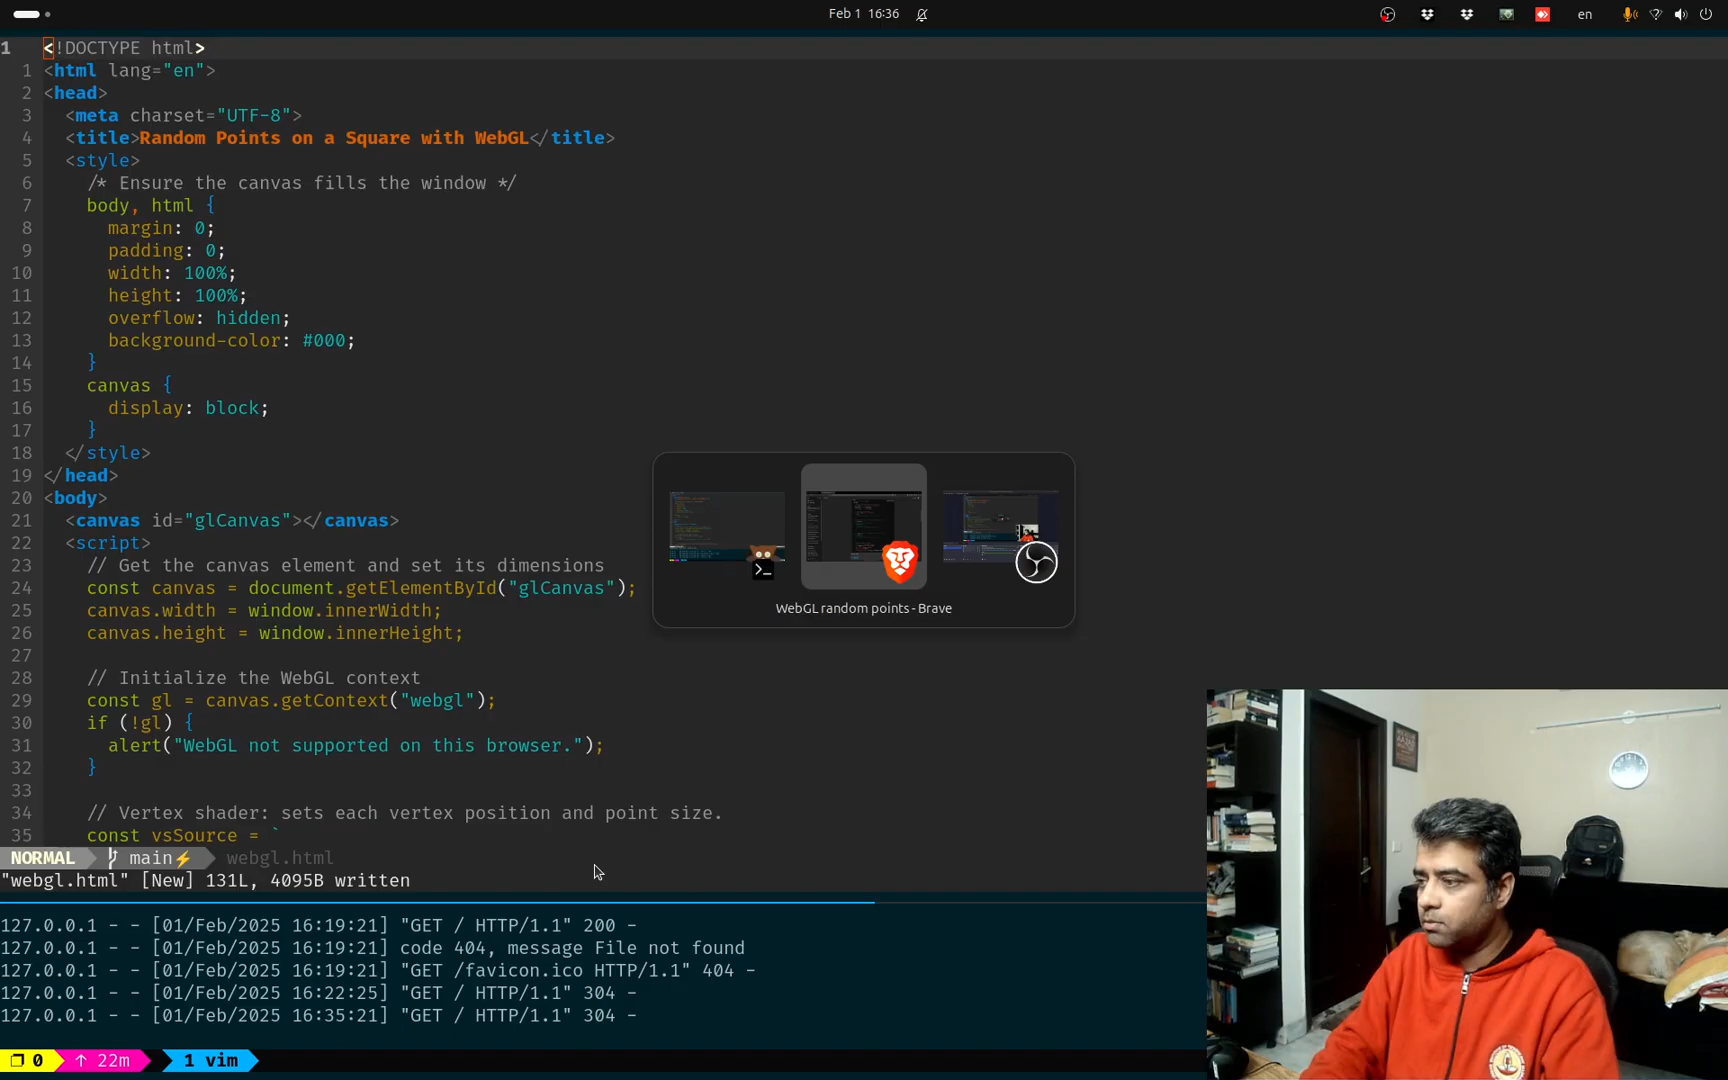 Feb 1 16:36
en
1 <!DOCTYPE html>
1 <html lang="en">
2 <head>
3 <meta charset="UTF-8">
4 <title>Random Points on a Square with WebGL</title>
5 <style>
6 /* Ensure the canvas fills the window */
7 body, html {
8 margin: 0;
9 padding: 0;
10 width: 100%;
11 height: 100%;
12 overflow: hidden;
13 background-color: #000;
14 }
15 canvas {
16 display: block;
17 }
18 </style>
19 </head>
20 <body>
21 <canvas id="glCanvas"></canvas>
22 <script>
23 // Get the canvas element and set its dimensions
24 const canvas = document.getElementById("glCanvas");
25 canvas.width = window.innerWidth;
26 canvas.height = window.innerHeight;
27
28 // Initialize the WebGL context
29 const gl = canvas.getContext("webgl");
30 if (!gl) {
31 alert("WebGL not supported on this browser.");
32 }
33
34 // Vertex shader: sets each vertex position and point size.
35 const vsSource = `
WebGL random points - Brave
NORMAL main⚡ webgl.html
"webgl.html" [New] 131L, 4095B written
127.0.0.1 - - [01/Feb/2025 16:19:21] "GET / HTTP/1.1" 200 -
127.0.0.1 - - [01/Feb/2025 16:19:21] code 404, message File not found
127.0.0.1 - - [01/Feb/2025 16:19:21] "GET /favicon.ico HTTP/1.1" 404 -
127.0.0.1 - - [01/Feb/2025 16:22:25] "GET / HTTP/1.1" 304 -
127.0.0.1 - - [01/Feb/2025 16:35:21] "GET / HTTP/1.1" 304 -
0 ↑ 22m 1 vim